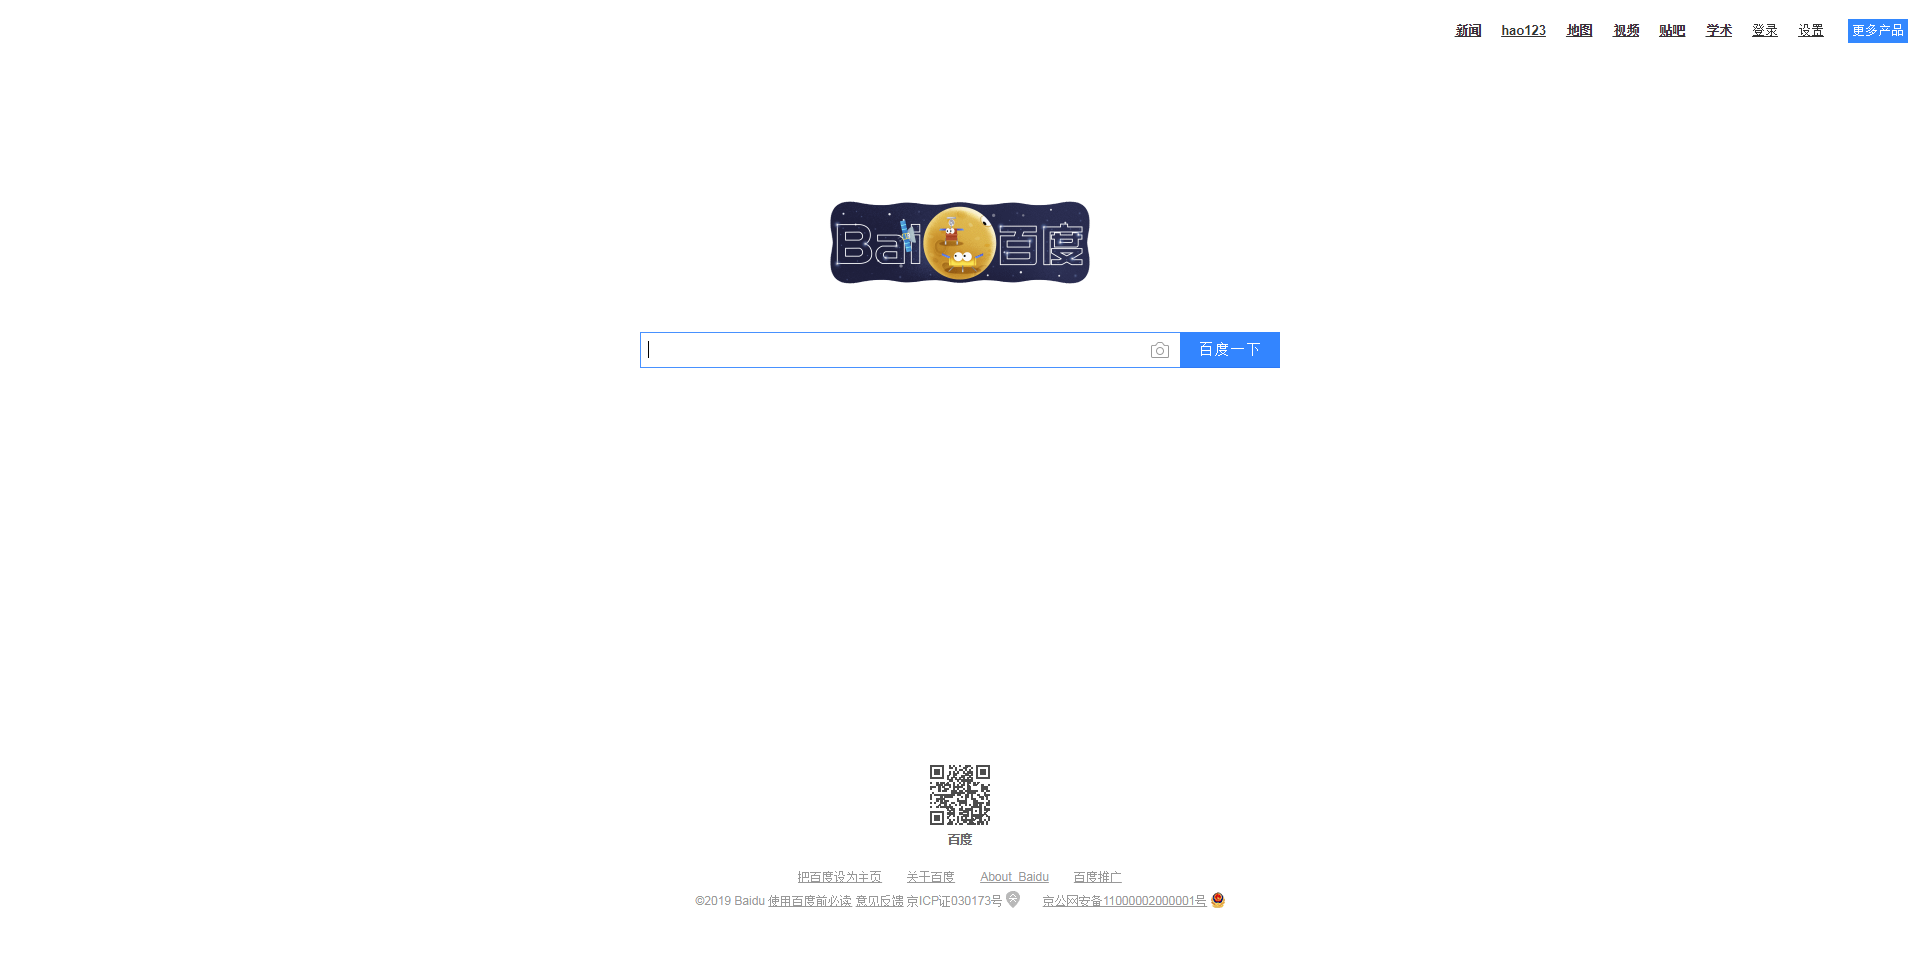 新闻 hao123 地图 视频 贴吧 学术 登录 设置 更多产品
Bai 百度
百度一下
百度
把百度设为主页 关于百度 About Baidu 百度推广
©2019 Baidu 使用百度前必读 意见反馈 京ICP证030173号 京公网安备11000002000001号